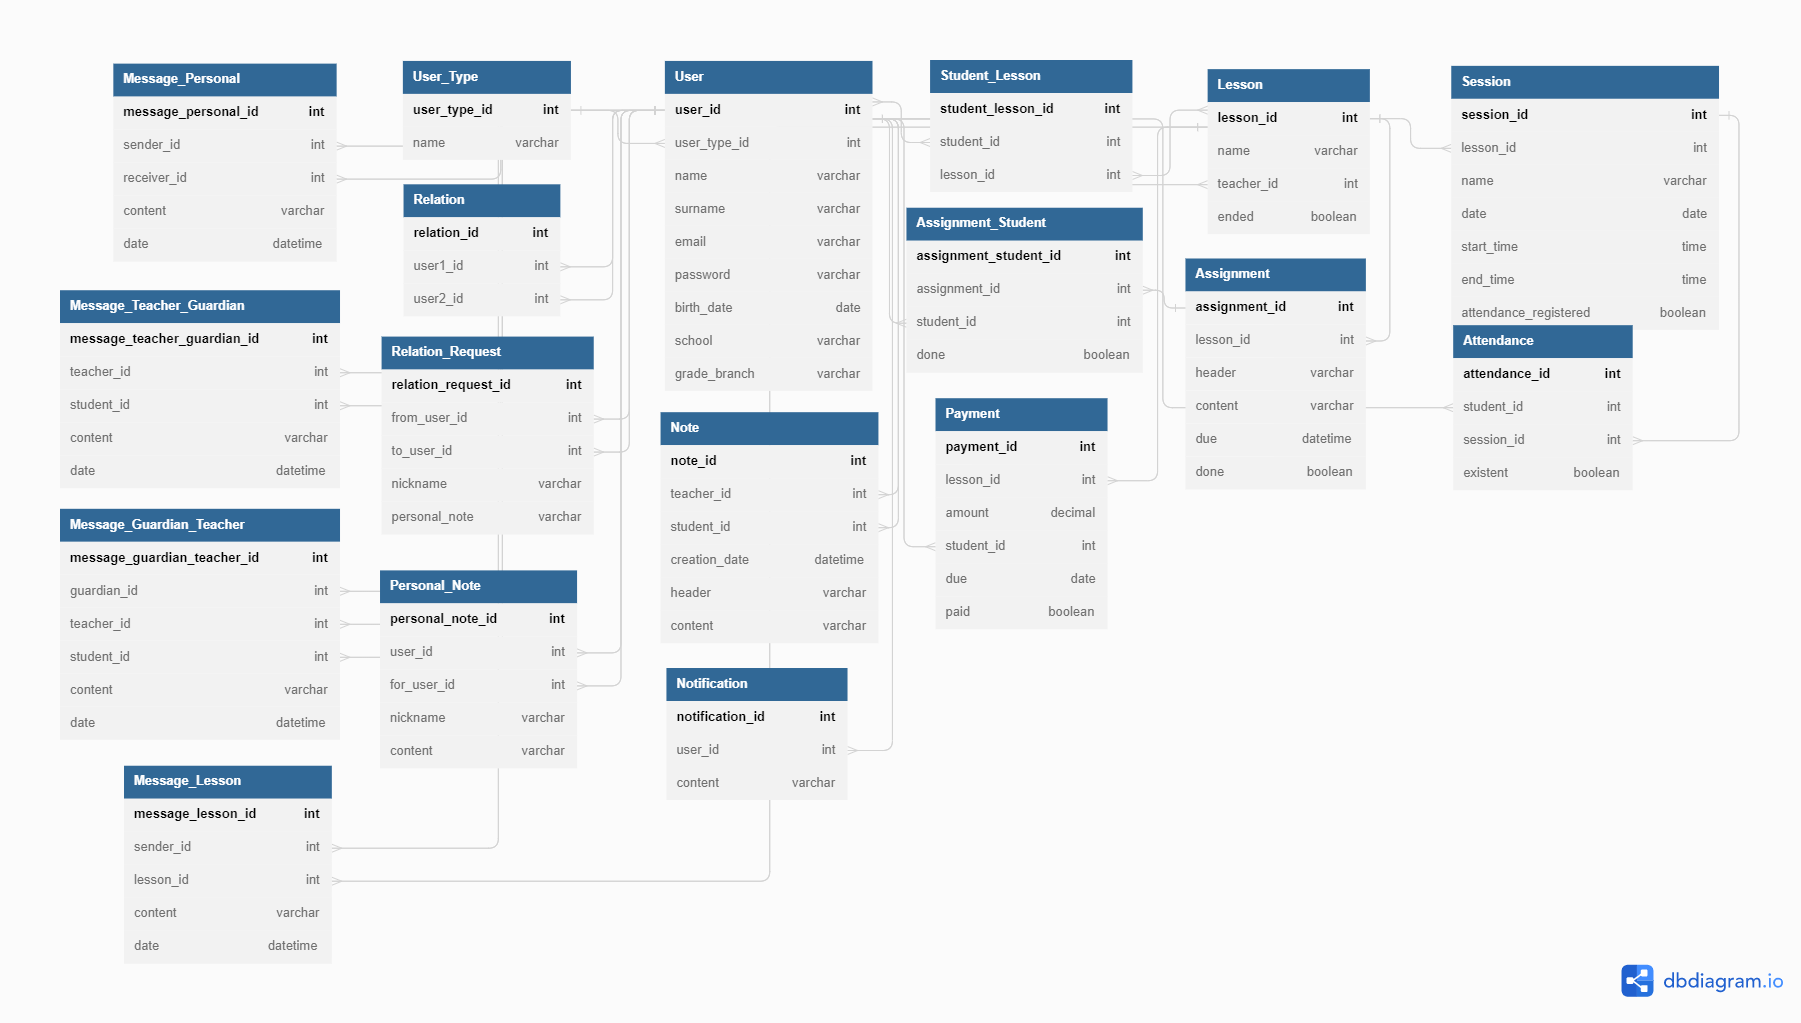 Message_Personal
message_personal_id int
sender_id int
receiver_id int
content varchar
date datetime
User_Type
user_type_id int
name varchar
User
user_id int
user_type_id int
name varchar
surname varchar
email varchar
password varchar
birth_date date
school varchar
grade_branch varchar
Student_Lesson
student_lesson_id int
student_id int
lesson_id int
Lesson
lesson_id int
name varchar
teacher_id int
ended boolean
Session
session_id int
lesson_id int
name varchar
date date
start_time time
end_time time
attendance_registered boolean
Relation
relation_id int
user1_id int
user2_id int
Assignment_Student
assignment_student_id int
assignment_id int
student_id int
done boolean
Assignment
assignment_id int
lesson_id int
header varchar
content varchar
due datetime
done boolean
Attendance
attendance_id int
student_id int
session_id int
existent boolean
Message_Teacher_Guardian
message_teacher_guardian_id int
teacher_id int
student_id int
content varchar
date datetime
Relation_Request
relation_request_id int
from_user_id int
to_user_id int
nickname varchar
personal_note varchar
Note
note_id int
teacher_id int
student_id int
creation_date datetime
header varchar
content varchar
Payment
payment_id int
lesson_id int
amount decimal
student_id int
due date
paid boolean
Message_Guardian_Teacher
message_guardian_teacher_id int
guardian_id int
teacher_id int
student_id int
content varchar
date datetime
Personal_Note
personal_note_id int
user_id int
for_user_id int
nickname varchar
content varchar
Notification
notification_id int
user_id int
content varchar
Message_Lesson
message_lesson_id int
sender_id int
lesson_id int
content varchar
date datetime
dbdiagram.io